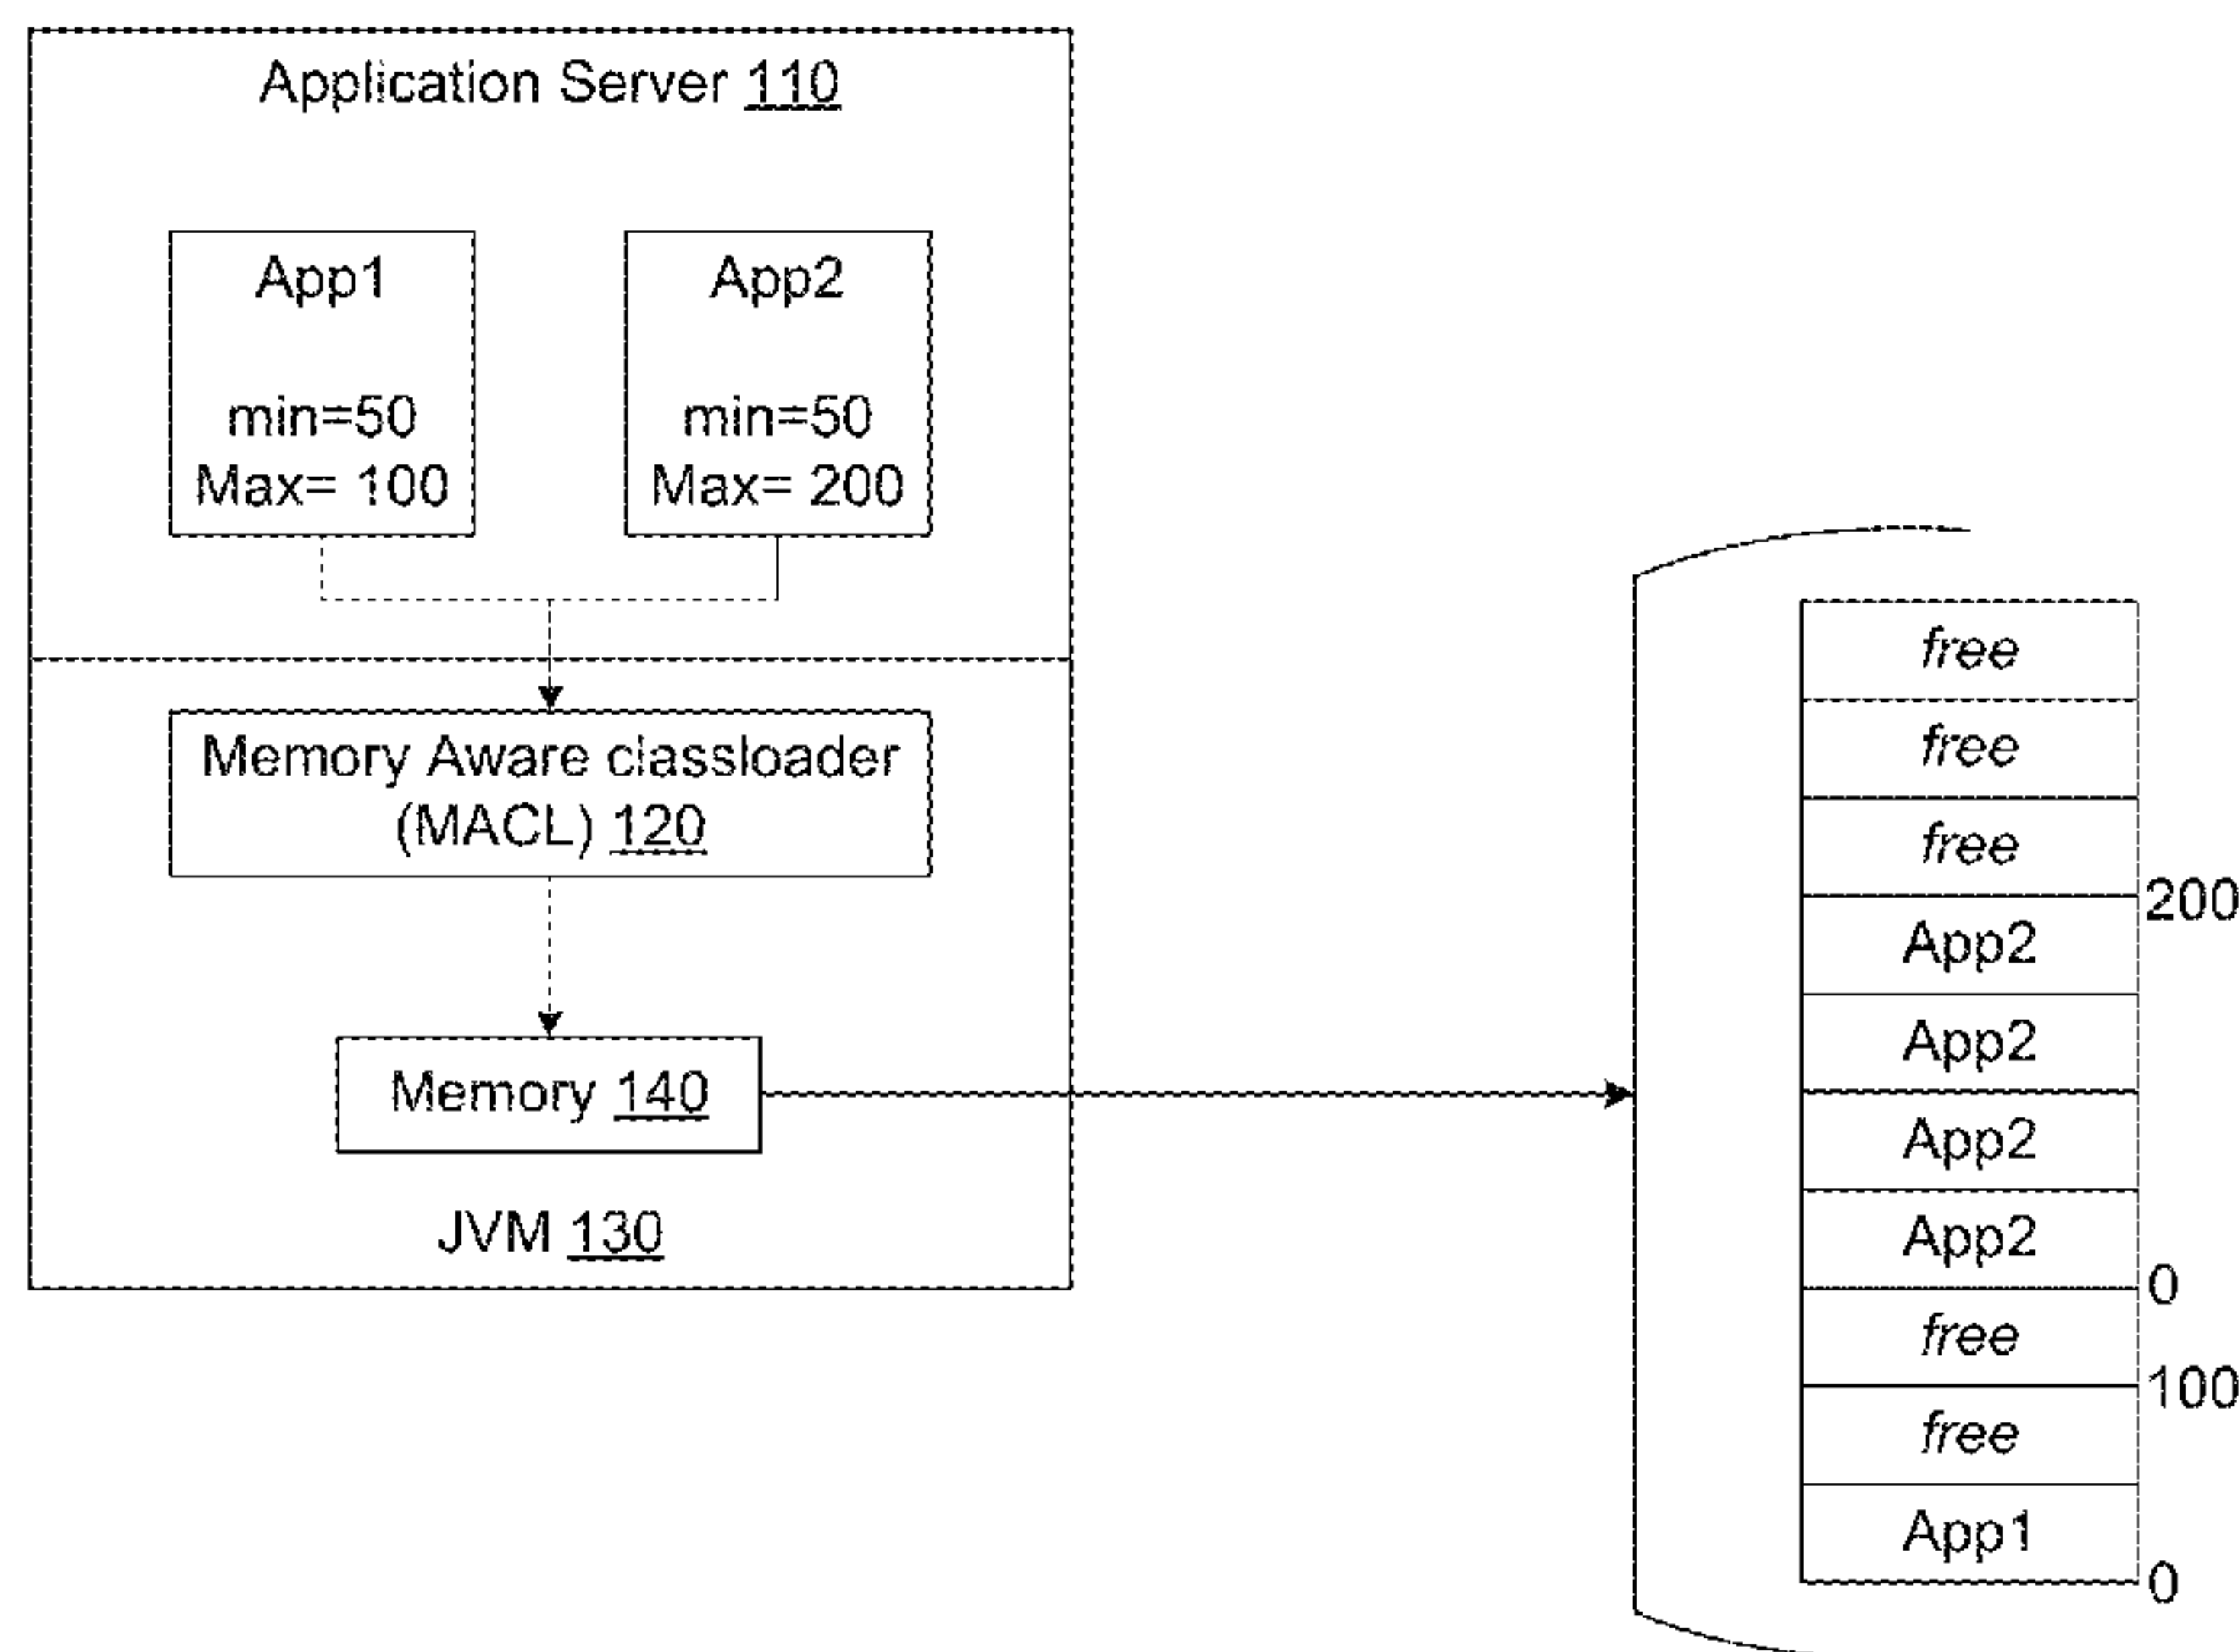 Application Server 110
App1
min=50
Max= 100
App2
min=50
Max= 200
Memory Aware classloader
(MACL) 120
Memory 140
JVM 130
free
free
free
200
App2
App2
App2
App2
0
free
100
free
App1
0